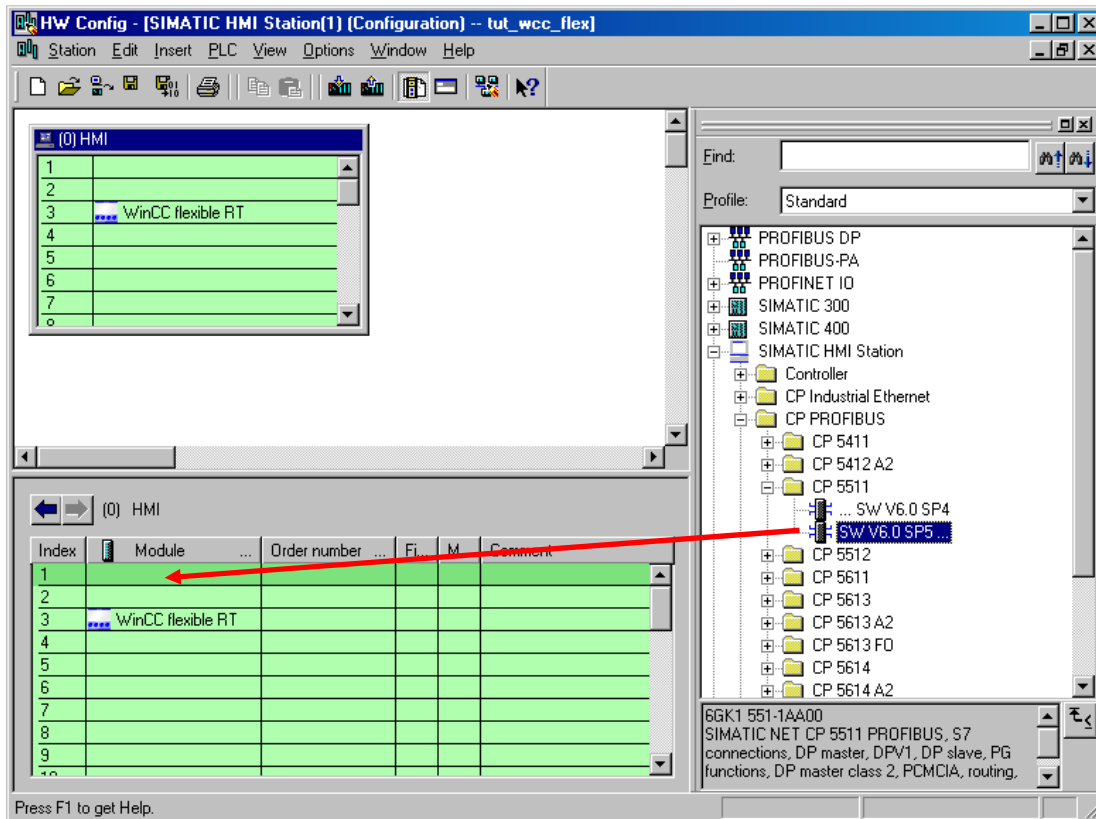 HW Config - [SIMATIC HMI Station(1) (Configuration) -- tut_wcc_flex]
Station Edit Insert PLC View Options Window Help
(0) HMI
1
2
3 WinCC flexible RT
4
5
6
7
Find:
Profile: Standard
PROFIBUS DP
PROFIBUS-PA
PROFINET IO
SIMATIC 300
SIMATIC 400
SIMATIC HMI Station
Controller
CP Industrial Ethernet
CP PROFIBUS
CP 5411
CP 5412 A2
CP 5511
... SW V6.0 SP4
SW V6.0 SP5 ...
CP 5512
CP 5611
CP 5613
CP 5613 A2
CP 5613 FO
CP 5614
CP 5614 A2
6GK1 551-1AA00
SIMATIC NET CP 5511 PROFIBUS, S7
connections, DP master, DPV1, DP slave, PG
functions, DP master class 2, PCMCIA, routing,
(0) HMI
Index Module ... Order number ... Fi... M... Comment
1
2
3 WinCC flexible RT
4
5
6
7
8
9
Press F1 to get Help.